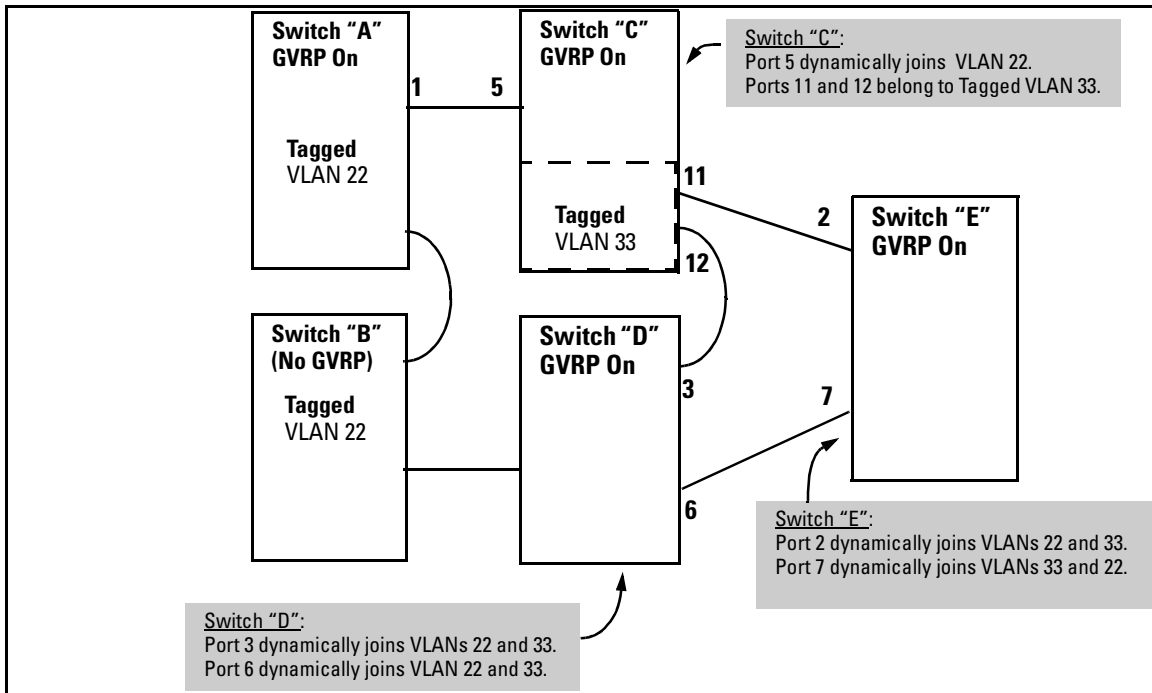 Switch “A”
GVRP On
Tagged
VLAN 22
1
5
Switch “C”
GVRP On
Tagged
VLAN 33
11
12
Switch “C”:
Port 5 dynamically joins VLAN 22.
Ports 11 and 12 belong to Tagged VLAN 33.
2
Switch “E”
GVRP On
Switch “B”
(No GVRP)
Tagged
VLAN 22
Switch “D”
GVRP On
3
6
7
Switch “E”:
Port 2 dynamically joins VLANs 22 and 33.
Port 7 dynamically joins VLANs 33 and 22.
Switch “D”:
Port 3 dynamically joins VLANs 22 and 33.
Port 6 dynamically joins VLAN 22 and 33.